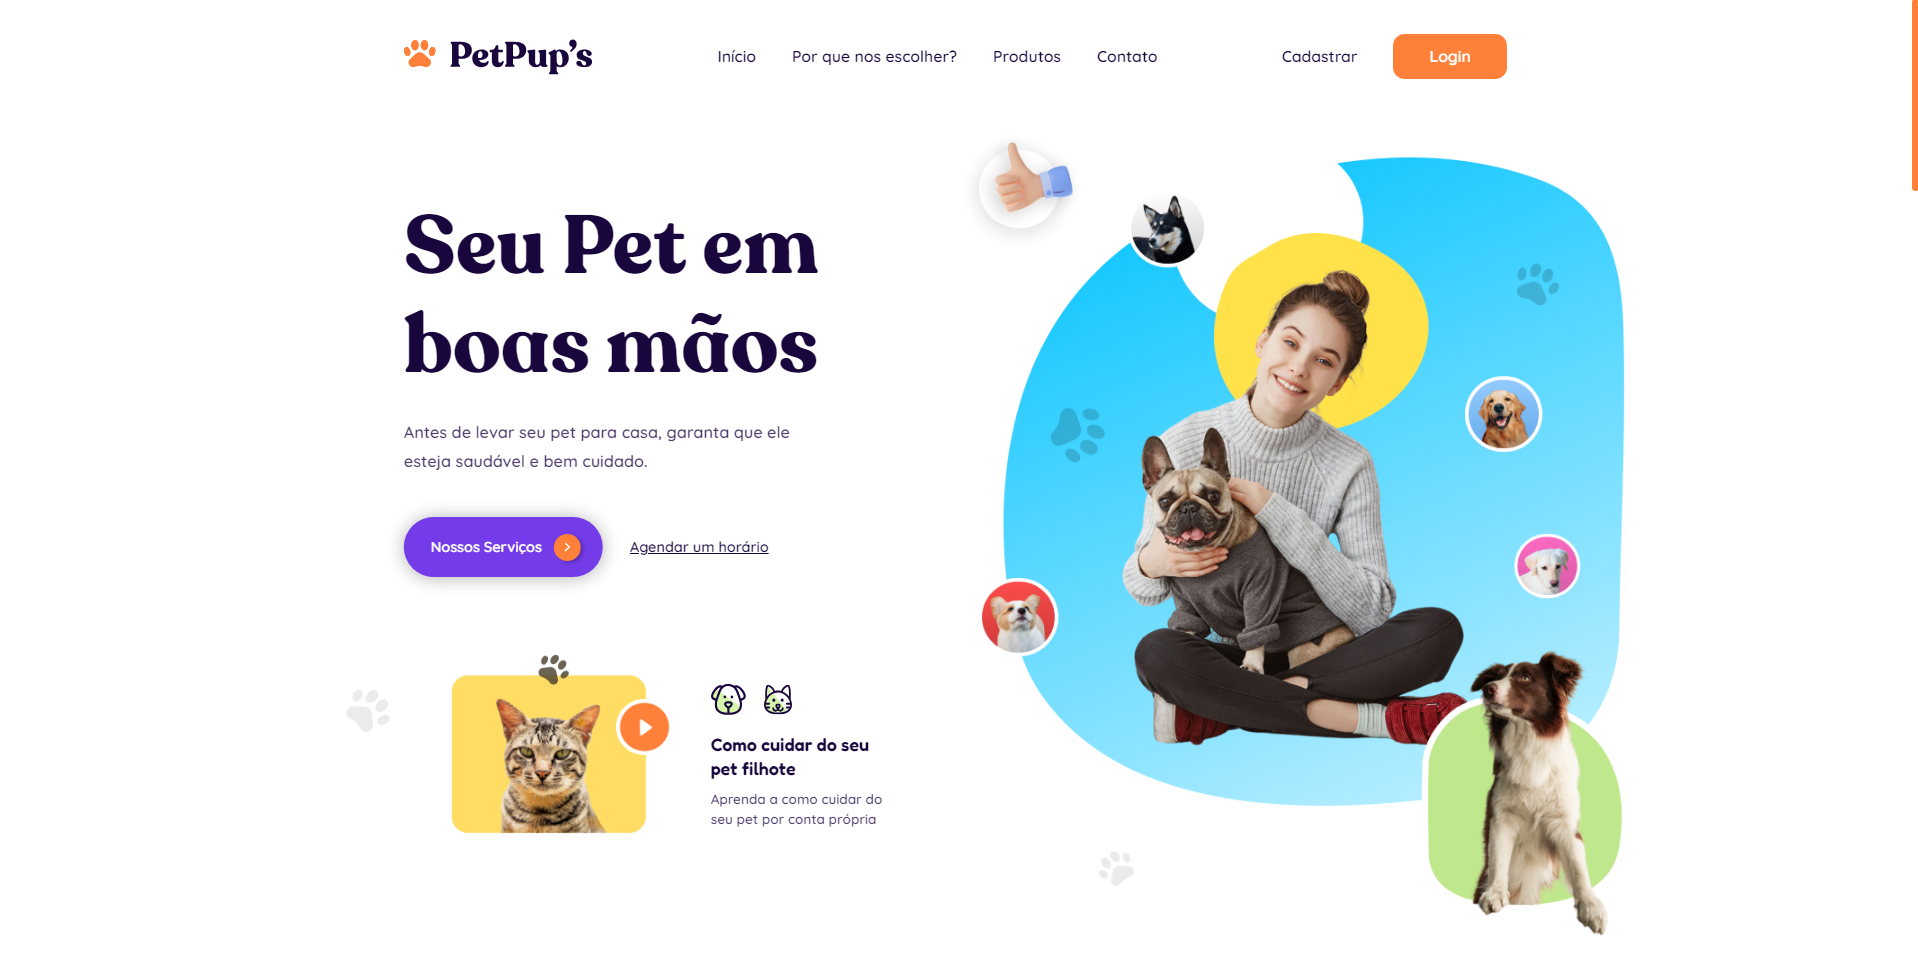 PetPup's
Início
Por que nos escolher?
Produtos
Contato
Cadastrar
Login
Seu Pet em
boas mãos
Antes de levar seu pet para casa, garanta que ele
esteja saudável e bem cuidado.
Nossos Serviços
Agendar um horário
Como cuidar do seu
pet filhote
Aprenda a como cuidar do
seu pet por conta própria